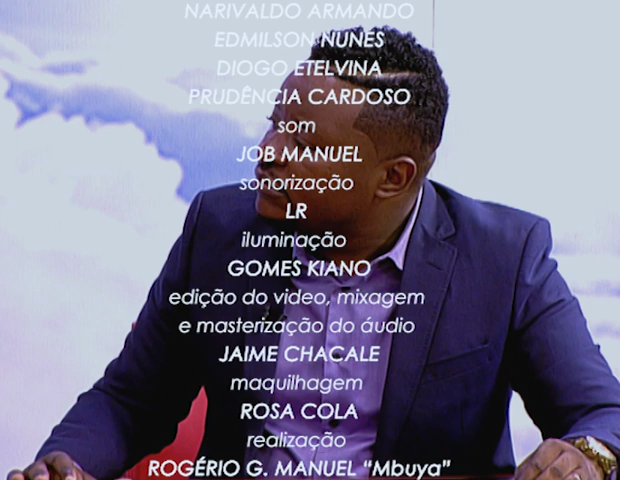 NARIVALDO ARMANDO
EDMILSON NUNES
DIOGO ETELVINA
PRUDÊNCIA CARDOSO
som
JOB MANUEL
sonorização
LR
iluminação
GOMES KIANO
edição do video, mixagem
e masterização do áudio
JAIME CHACALE
maquilhagem
ROSA COLA
realização
ROGÉRIO G. MANUEL “Mbuya”